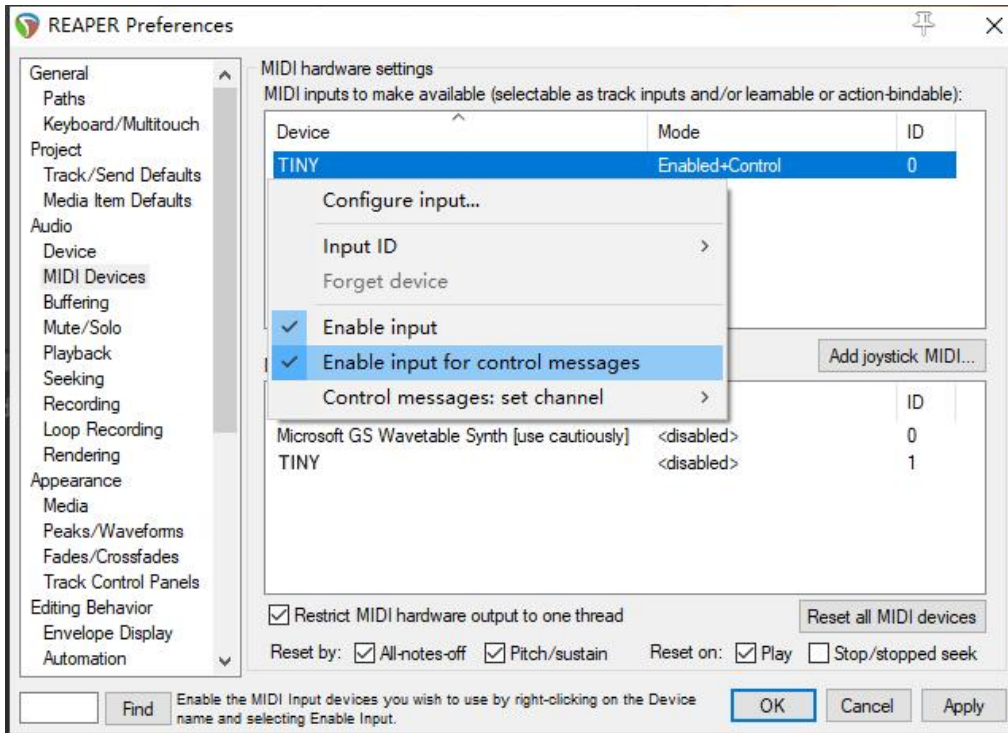 REAPER Preferences
General
Paths
Keyboard/Multitouch
Project
Track/Send Defaults
Media Item Defaults
Audio
Device
MIDI Devices
Buffering
Mute/Solo
Playback
Seeking
Recording
Loop Recording
Rendering
Appearance
Media
Peaks/Waveforms
Fades/Crossfades
Track Control Panels
Editing Behavior
Envelope Display
Automation
MIDI hardware settings
MIDI inputs to make available (selectable as track inputs and/or learnable or action-bindable):
Device Mode ID
TINY Enabled+Control 0
Configure input...
Input ID
Forget device
Enable input
Enable input for control messages
Control messages: set channel
Add joystick MIDI...
ID
Microsoft GS Wavetable Synth [use cautiously] <disabled> 0
TINY <disabled> 1
Restrict MIDI hardware output to one thread Reset all MIDI devices
Reset by: All-notes-off Pitch/sustain Reset on: Play Stop/stopped seek
Find
Enable the MIDI Input devices you wish to use by right-clicking on the Device
name and selecting Enable Input.
OK Cancel Apply